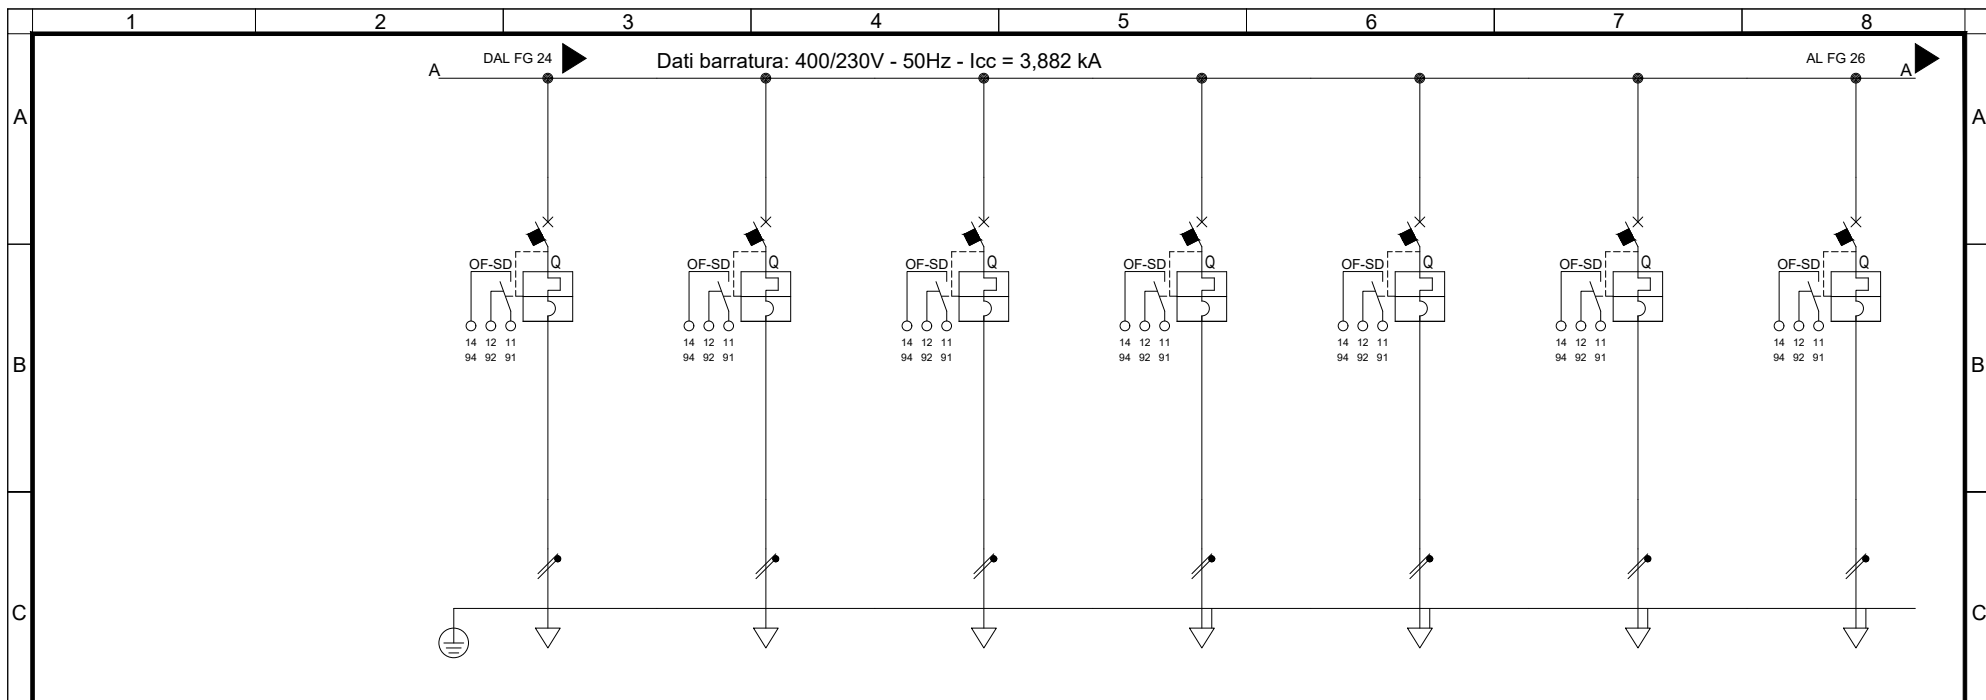 1 2 3 4 5 6 7 8
DAL FG 24 Dati barratura: 400/230V - 50Hz - Icc = 3,882 kA AL FG 26
A A
A A
OF-SD Q OF-SD Q OF-SD Q OF-SD Q OF-SD Q OF-SD Q OF-SD Q
14 12 11 14 12 11 14 12 11 14 12 11 14 12 11 14 12 11 14 12 11
94 92 91 94 92 91 94 92 91 94 92 91 94 92 91 94 92 91 94 92 91
B B
C C